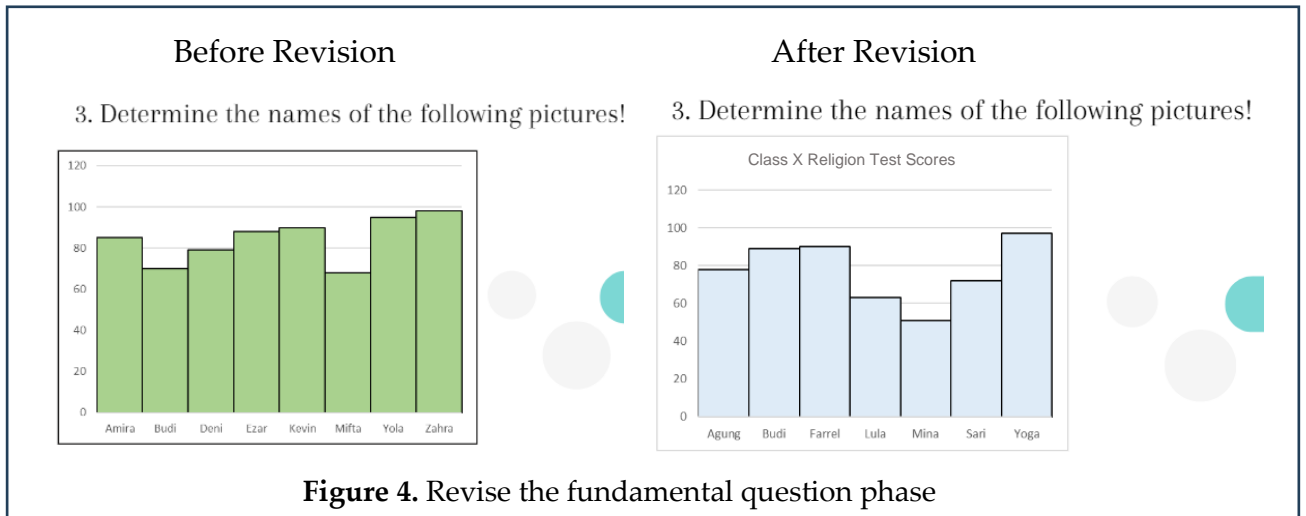 Before Revision
3. Determine the names of the following pictures!
120
100
80
60
40
20
0
Amira Budi Deni Ezar Kevin Mifta Yola Zahra
After Revision
3. Determine the names of the following pictures!
Class X Religion Test Scores
120
100
80
60
40
20
0
Agung Budi Farrel Lula Mina Sari Yoga
Figure 4. Revise the fundamental question phase